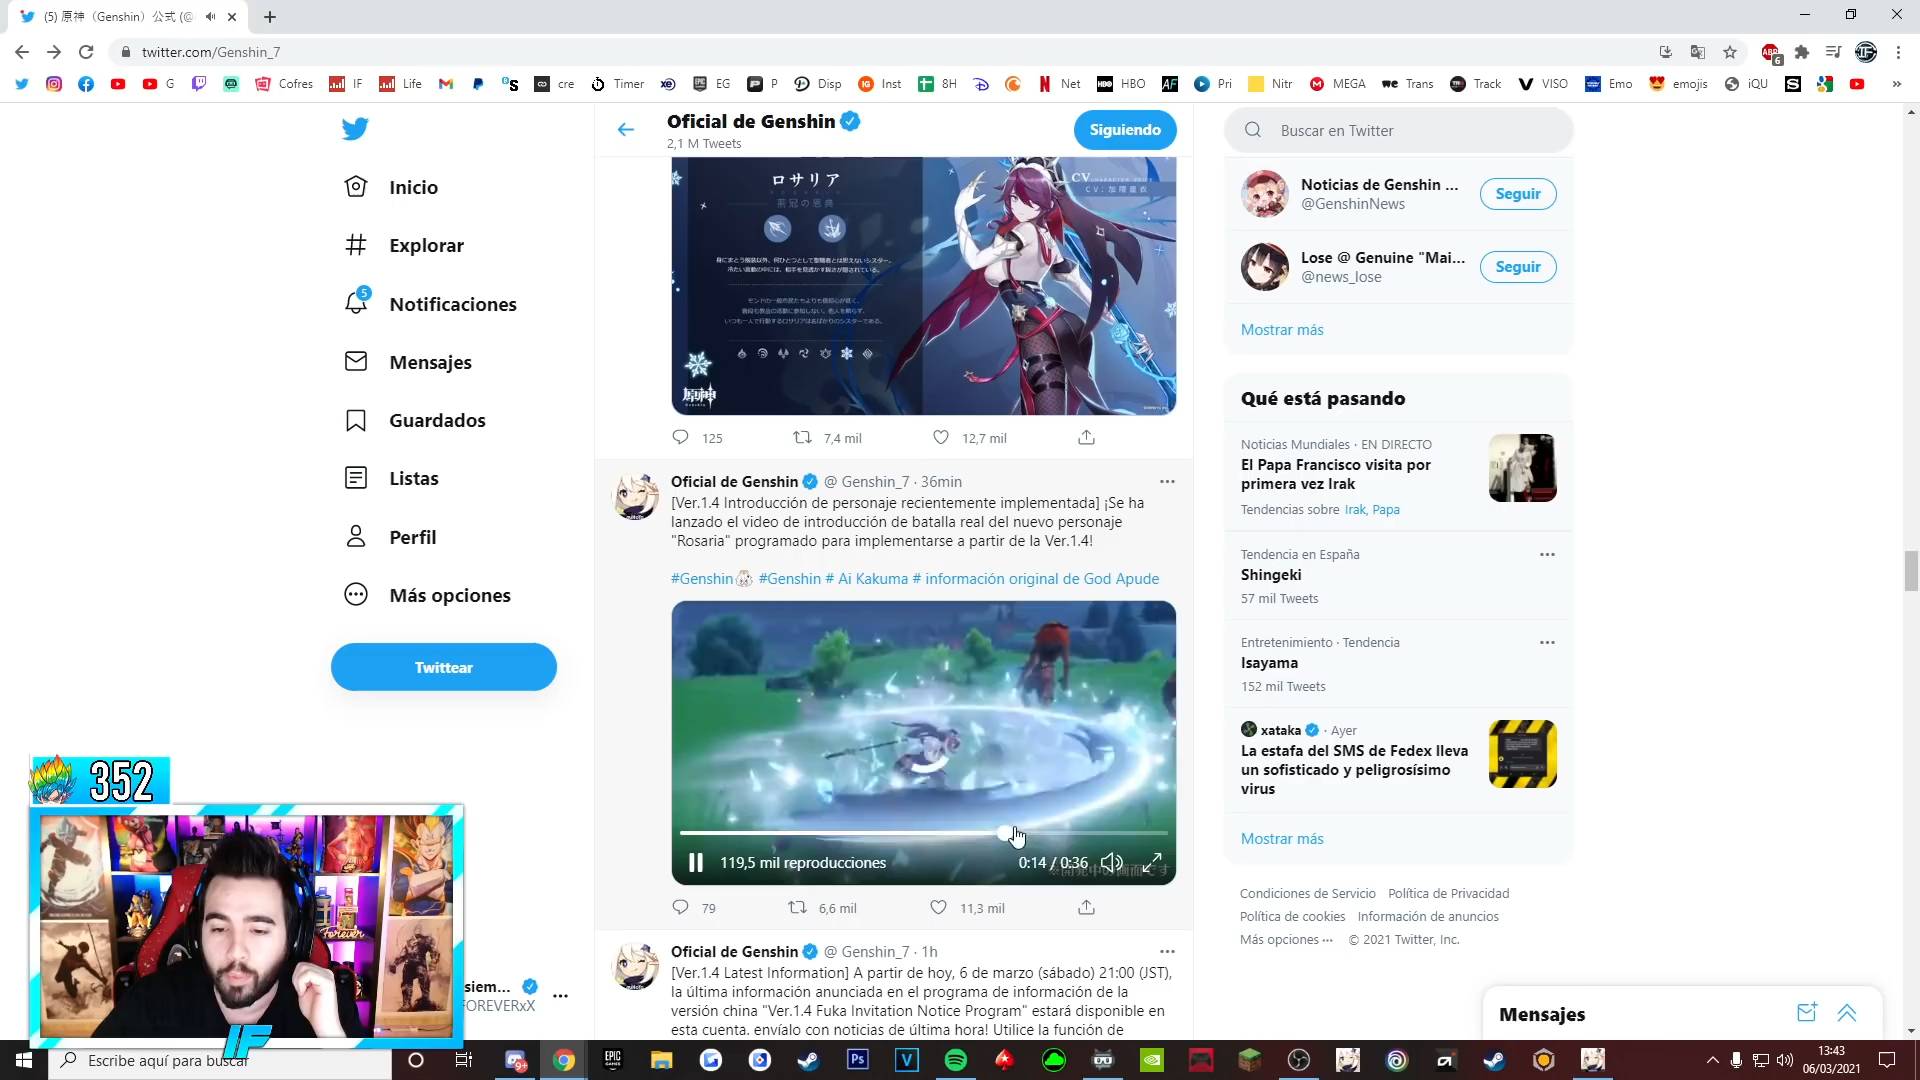 (5) 原神（Genshin）公式 (@
twitter.com/Genshin_7
G
Cofres
IF
Life
cre
Timer
EG
P
Disp
Inst
8H
Net
HBO
Pri
Nitr
MEGA
Trans
Track
VISO
Emo
emojis
iQU
Inicio
Explorar
5
Notificaciones
Mensajes
Guardados
Listas
Perfil
Más opciones
Twittear
Oficial de Genshin
2,1 M Tweets
Siguiendo
ロサリア
荊冠の恩典
CV
原神
125
7,4 mil
12,7 mil
Oficial de Genshin @ Genshin_7 · 36min
[Ver.1.4 Introducción de personaje recientemente implementada] ¡Se ha
lanzado el video de introducción de batalla real del nuevo personaje
"Rosaria" programado para implementarse a partir de la Ver.1.4!
#Genshin #Genshin # Ai Kakuma # información original de God Apude
119,5 mil reproducciones
0:14 / 0:36
79
6,6 mil
11,3 mil
Oficial de Genshin @ Genshin_7 · 1h
[Ver.1.4 Latest Information] A partir de hoy, 6 de marzo (sábado) 21:00 (JST),
la última información anunciada en el programa de información de la
versión china "Ver.1.4 Fuka Invitation Notice Program" estará disponible en
esta cuenta. envíalo con noticias de última hora! Utilice la función de
Buscar en Twitter
Noticias de Genshin ...
@GenshinNews
Seguir
Lose @ Genuine "Mai...
@news_lose
Seguir
Mostrar más
Qué está pasando
Noticias Mundiales · EN DIRECTO
El Papa Francisco visita por
primera vez Irak
Tendencias sobre Irak, Papa
Tendencia en España
Shingeki
57 mil Tweets
Entretenimiento · Tendencia
Isayama
152 mil Tweets
xataka · Ayer
La estafa del SMS de Fedex lleva
un sofisticado y peligrosísimo
virus
Mostrar más
Condiciones de Servicio Política de Privacidad
Política de cookies Información de anuncios
Más opciones ··· © 2021 Twitter, Inc.
Mensajes
352
Forever
IF
siem...
FOREVERxX
Escribe aquí para buscar
13:43
06/03/2021